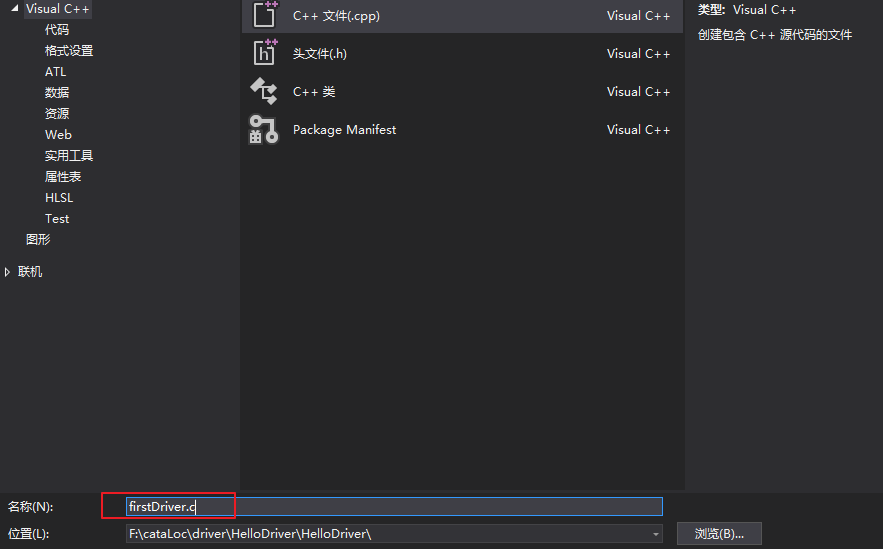 Visual C++
代码
格式设置
ATL
数据
资源
Web
实用工具
属性表
HLSL
Test
图形
联机
C++ 文件(.cpp) Visual C++
头文件(.h) Visual C++
C++ 类 Visual C++
Package Manifest Visual C++
类型: Visual C++
创建包含 C++ 源代码的文件
名称(N): firstDriver.c
位置(L): F:\cataLoc\driver\HelloDriver\HelloDriver\ 浏览(B)...